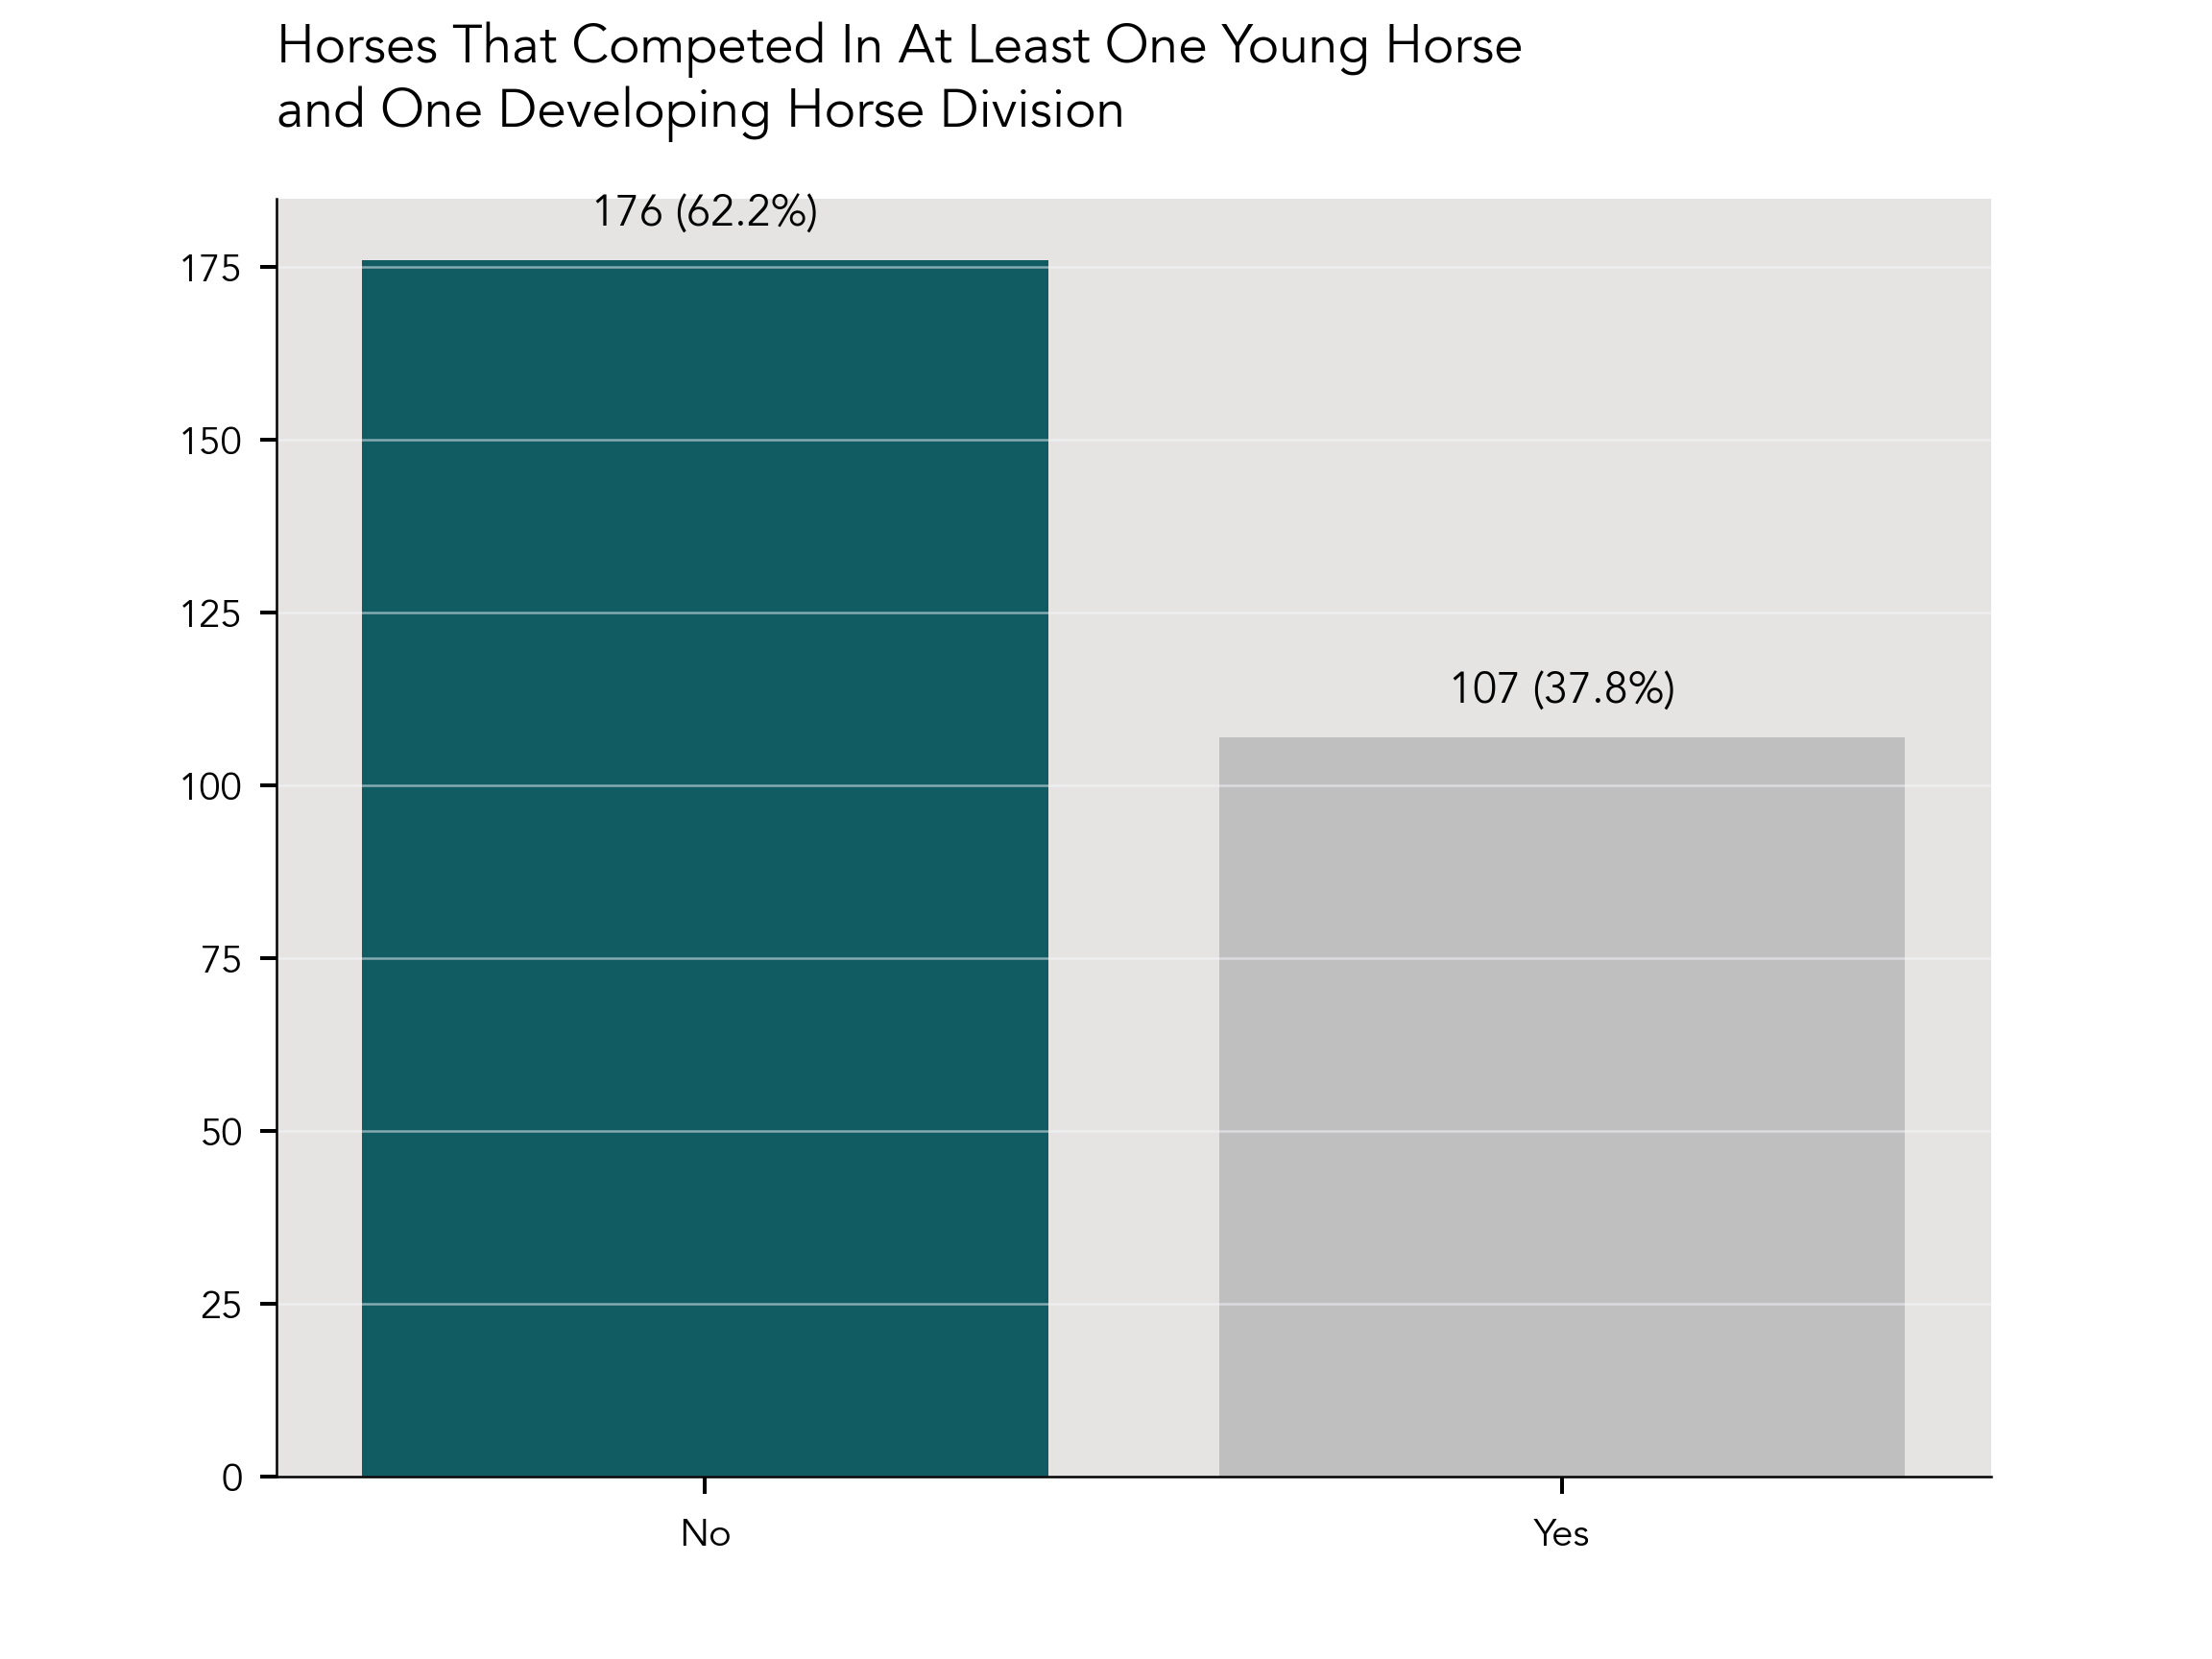 Horses That Competed In At Least One Young Horse
and One Developing Horse Division
176 (62.2%)
175
150
125
107 (37.8%)
100
75
50
25
0
No
Yes